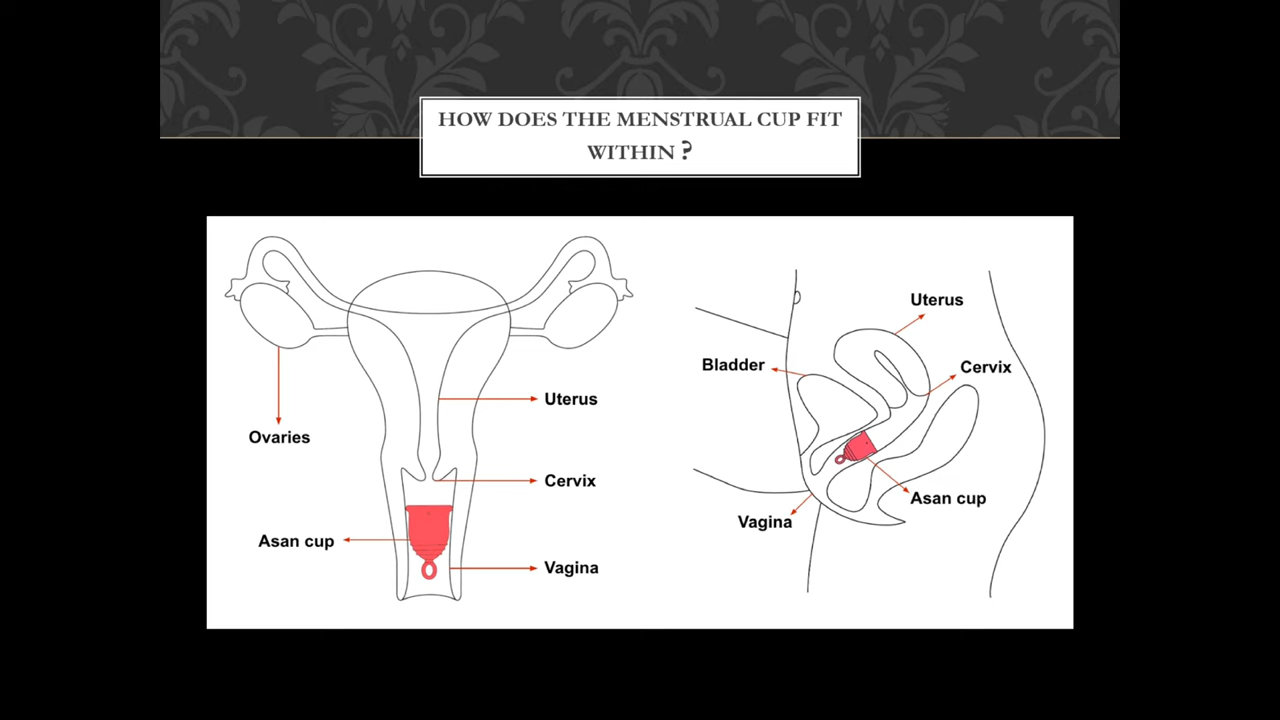 HOW DOES THE MENSTRUAL CUP FIT
WITHIN ?
Ovaries
Uterus
Cervix
Asan cup
Vagina
Uterus
Bladder
Cervix
Asan cup
Vagina